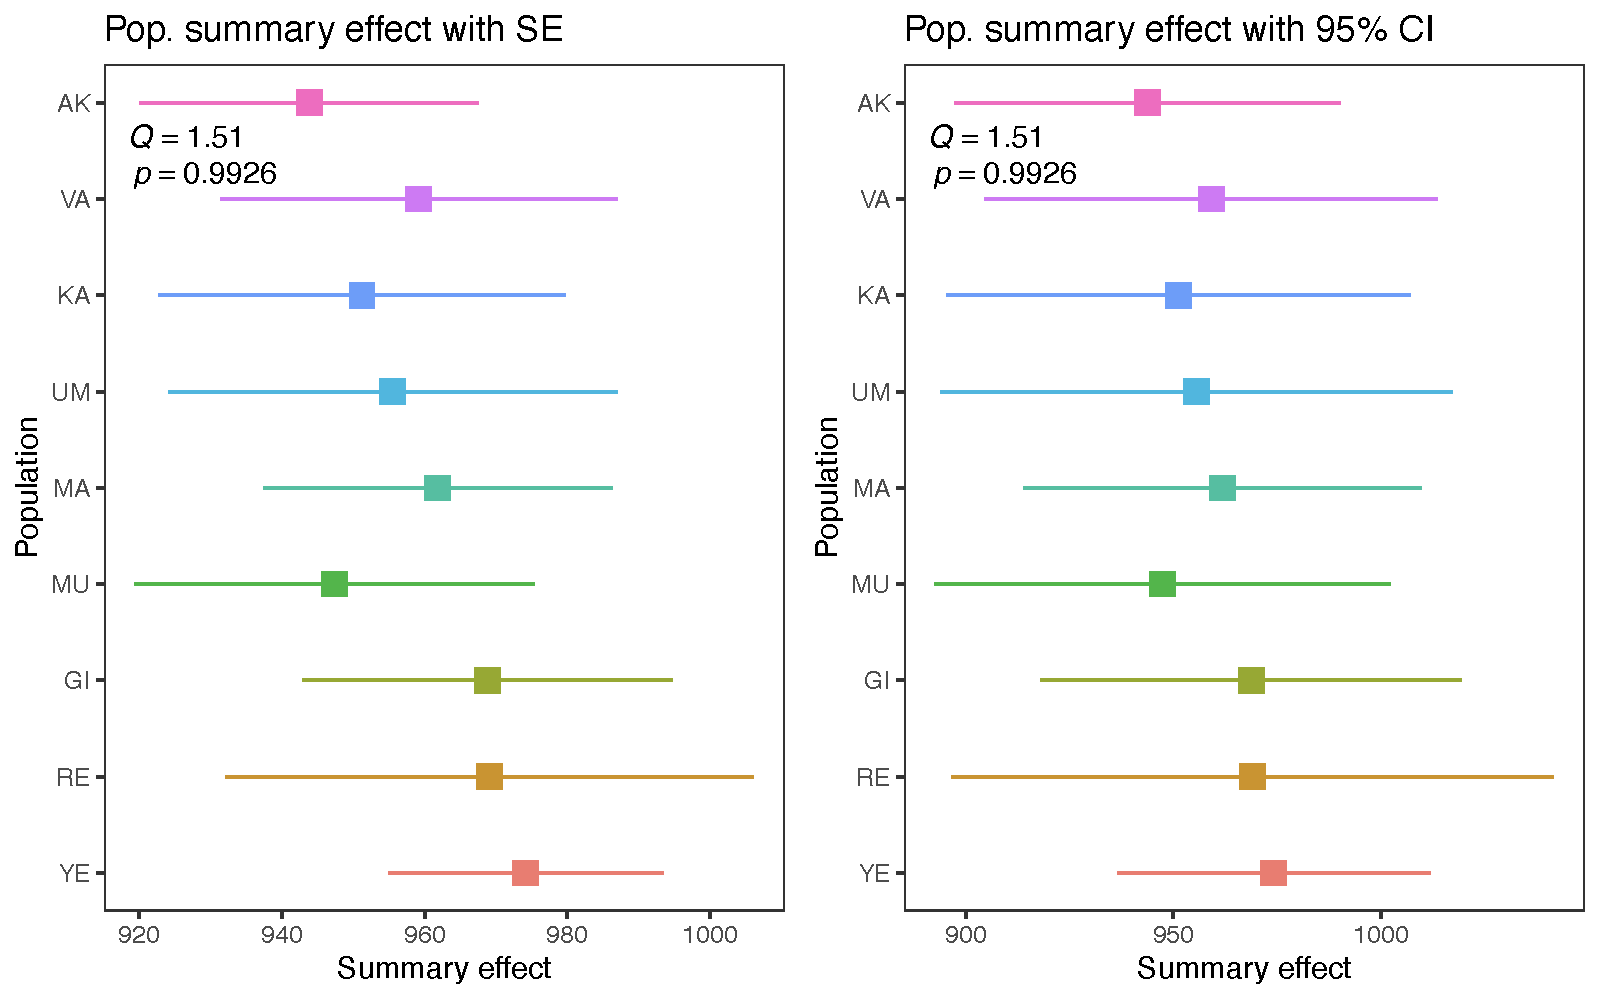 Pop. summary effect with SE
AK
Q = 1.51
p = 0.9926
VA
KA
UM
MA
MU
GI
RE
YE
Population
920 940 960 980 1000
Summary effect
Pop. summary effect with 95% CI
AK
Q = 1.51
p = 0.9926
VA
KA
UM
MA
MU
GI
RE
YE
Population
900 950 1000
Summary effect